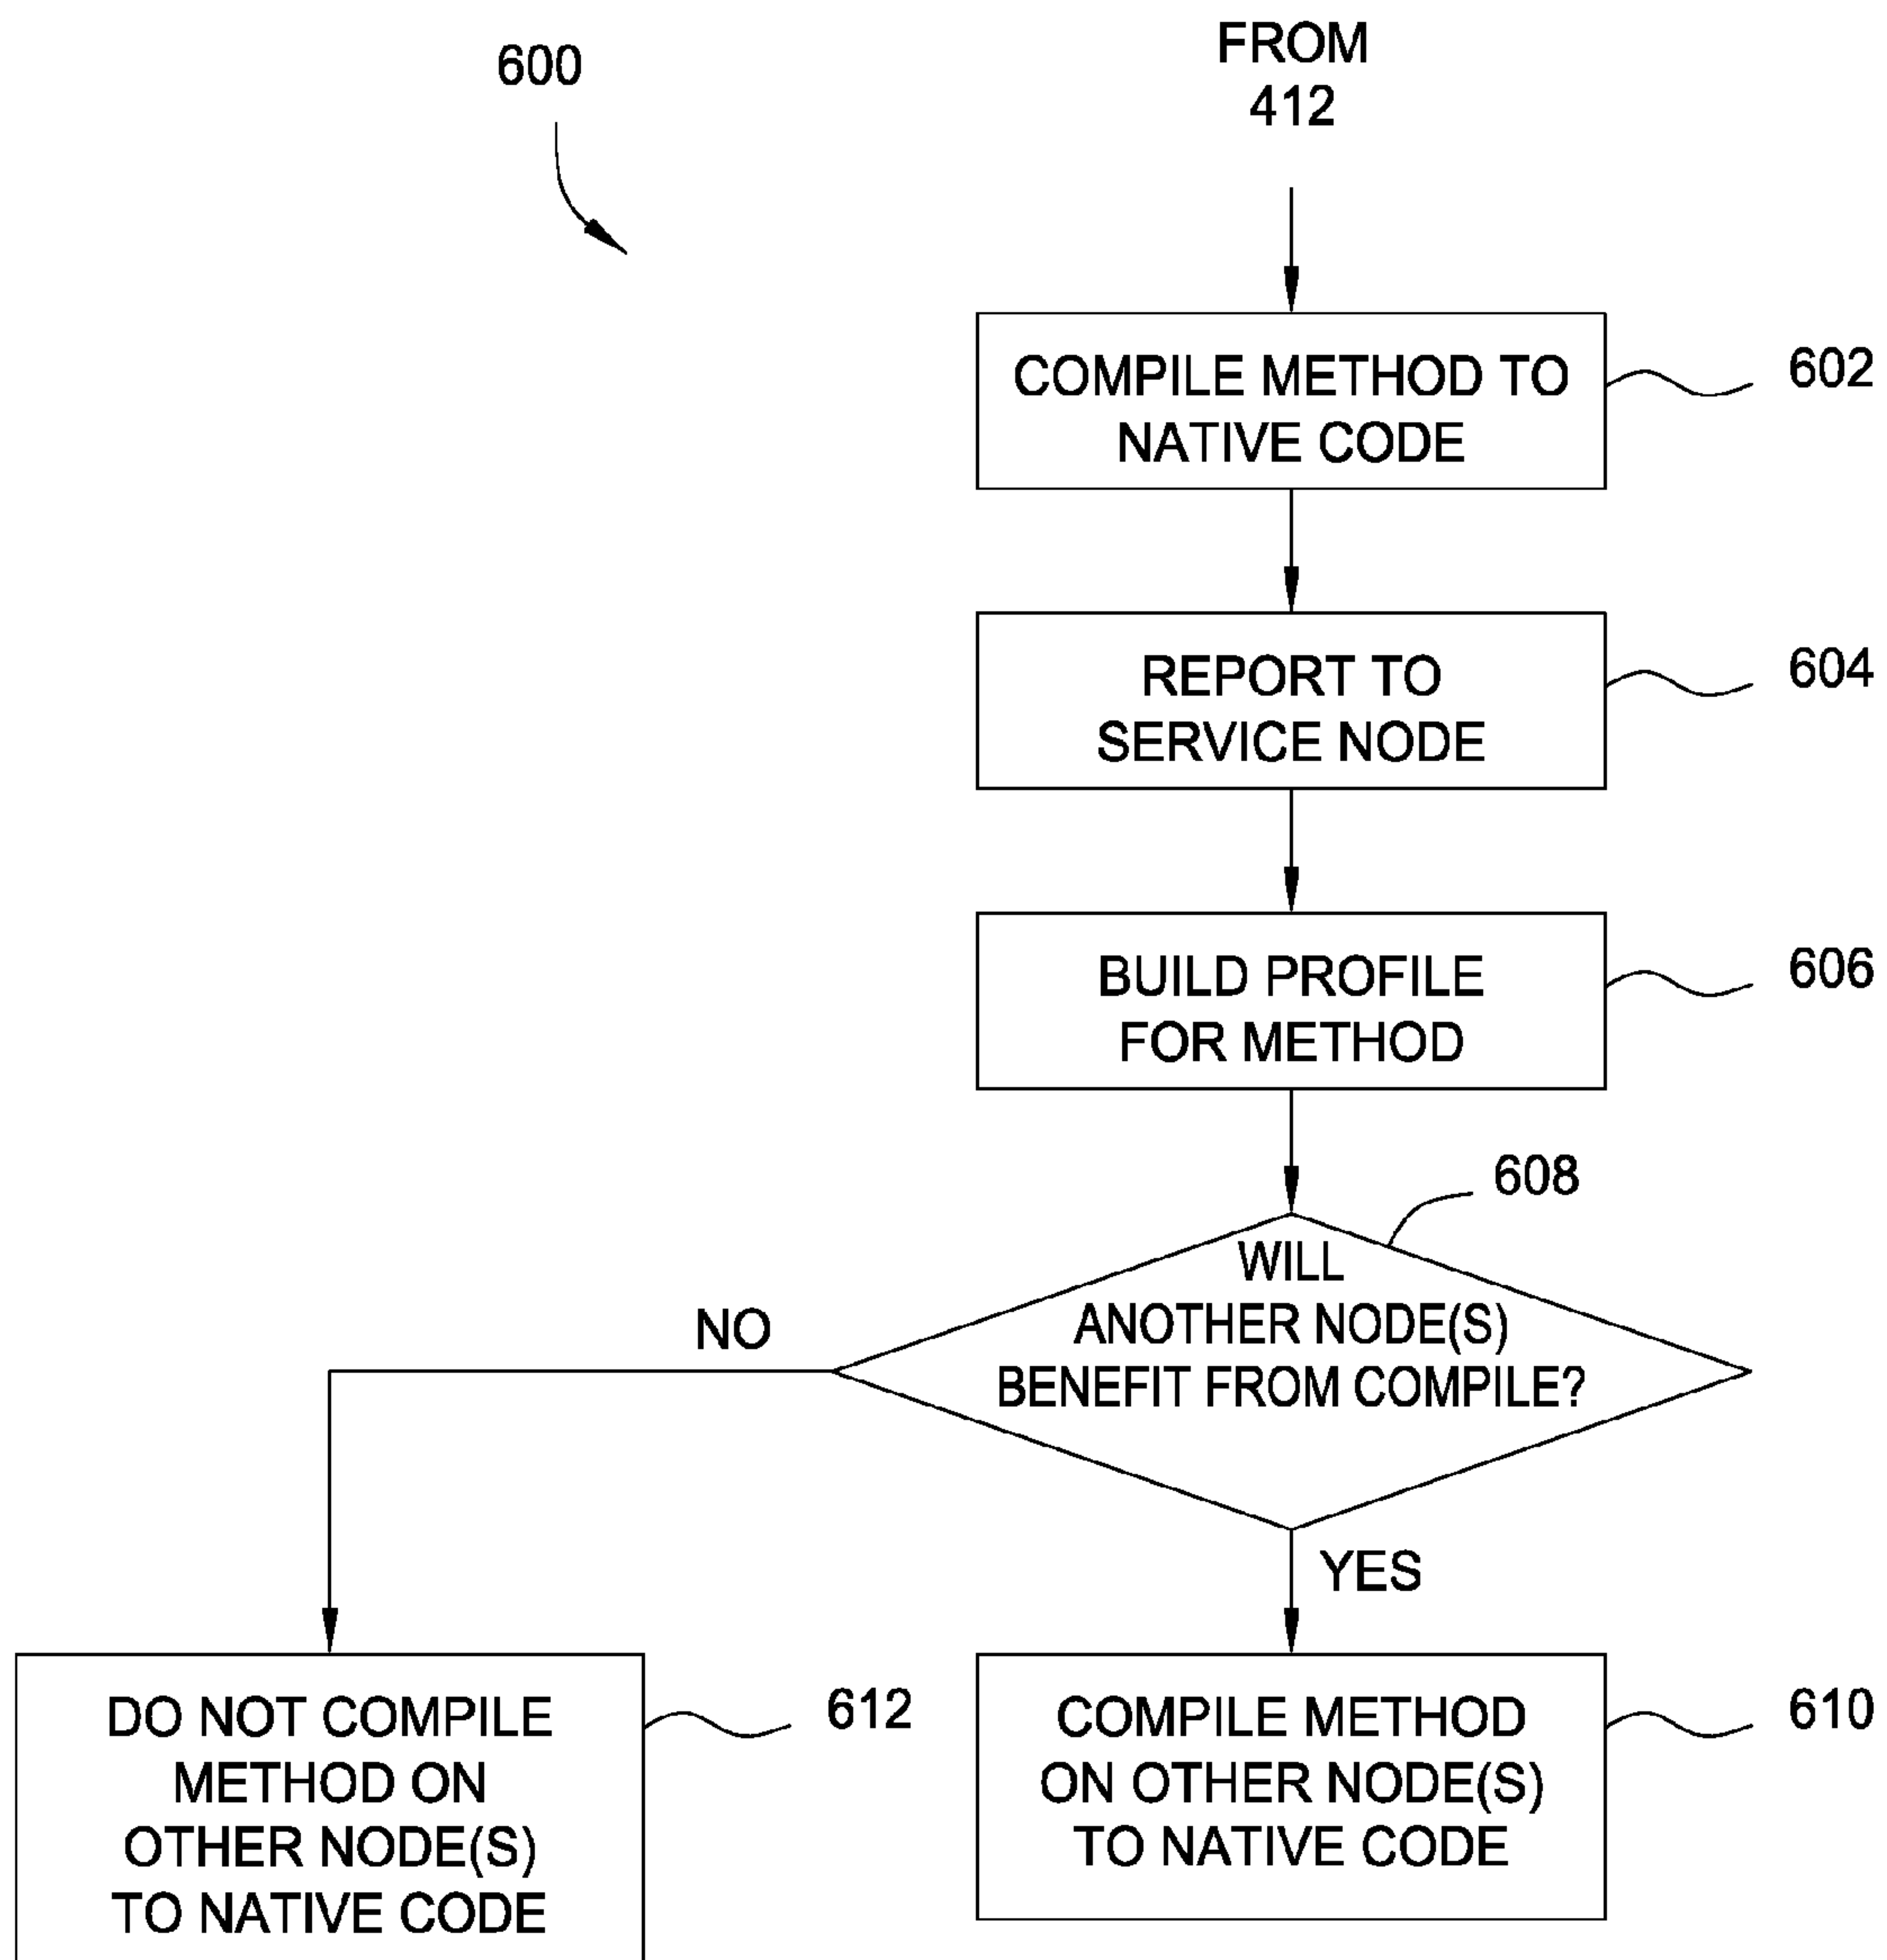 600
FROM
412
COMPILE METHOD TO
NATIVE CODE
602
REPORT TO
SERVICE NODE
604
BUILD PROFILE
FOR METHOD
606
608
WILL
ANOTHER NODE(S)
BENEFIT FROM COMPILE?
NO
YES
DO NOT COMPILE
METHOD ON
OTHER NODE(S)
TO NATIVE CODE
612
COMPILE METHOD
ON OTHER NODE(S)
TO NATIVE CODE
610